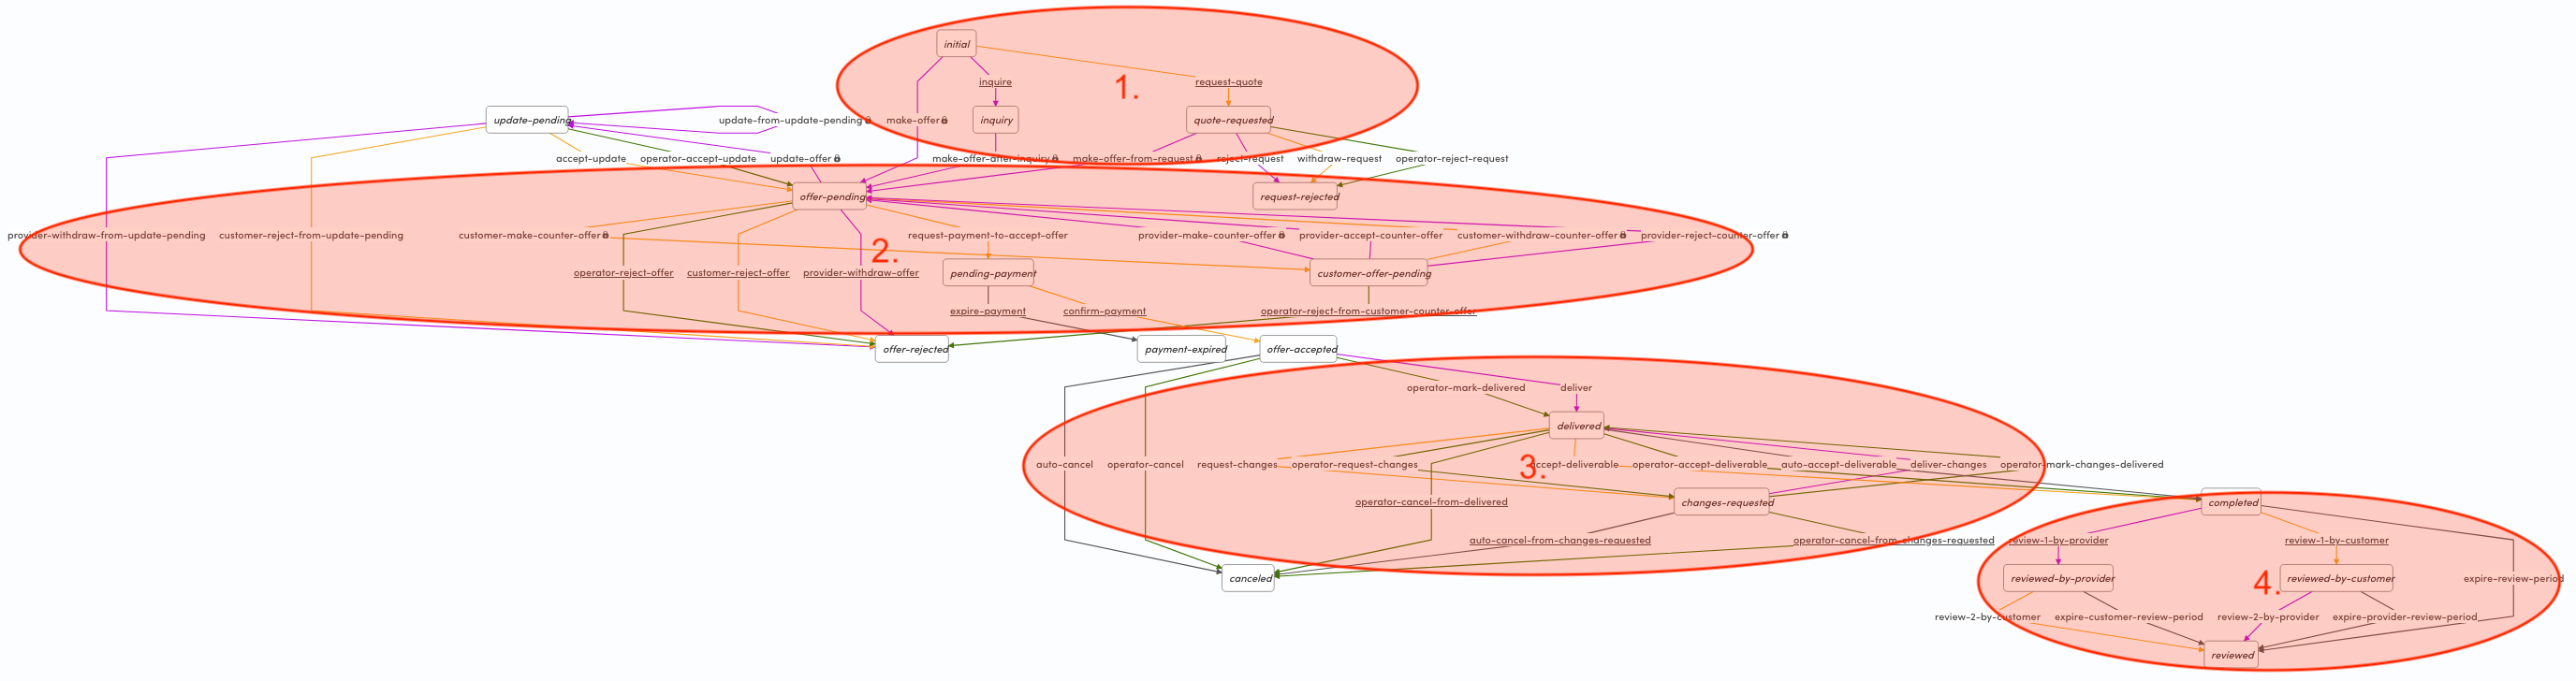 initial
1.
inquire
request-quote
update-pending
update-from-update-pending
make-offer
inquiry
quote-requested
accept-update
operator-accept-update
update-offer
make-offer-after-inquiry
make-offer-from-request
reject-request
withdraw-request
operator-reject-request
offer-pending
request-rejected
provider-withdraw-from-update-pending
customer-reject-from-update-pending
customer-make-counter-offer
2.
request-payment-to-accept-offer
provider-make-counter-offer
provider-accept-counter-offer
customer-withdraw-counter-offer
provider-reject-counter-offer
operator-reject-offer
customer-reject-offer
provider-withdraw-offer
pending-payment
customer-offer-pending
expire-payment
confirm-payment
operator-reject-from-customer-counter-offer
offer-rejected
payment-expired
offer-accepted
operator-mark-delivered
deliver
delivered
auto-cancel
operator-cancel
request-changes
operator-request-changes
3.
accept-deliverable
operator-accept-deliverable
auto-accept-deliverable
deliver-changes
operator-mark-changes-delivered
operator-cancel-from-delivered
changes-requested
completed
auto-cancel-from-changes-requested
operator-cancel-from-changes-requested
review-1-by-provider
review-1-by-customer
canceled
reviewed-by-provider
4.
reviewed-by-customer
expire-review-period
review-2-by-customer
expire-customer-review-period
review-2-by-provider
expire-provider-review-period
reviewed